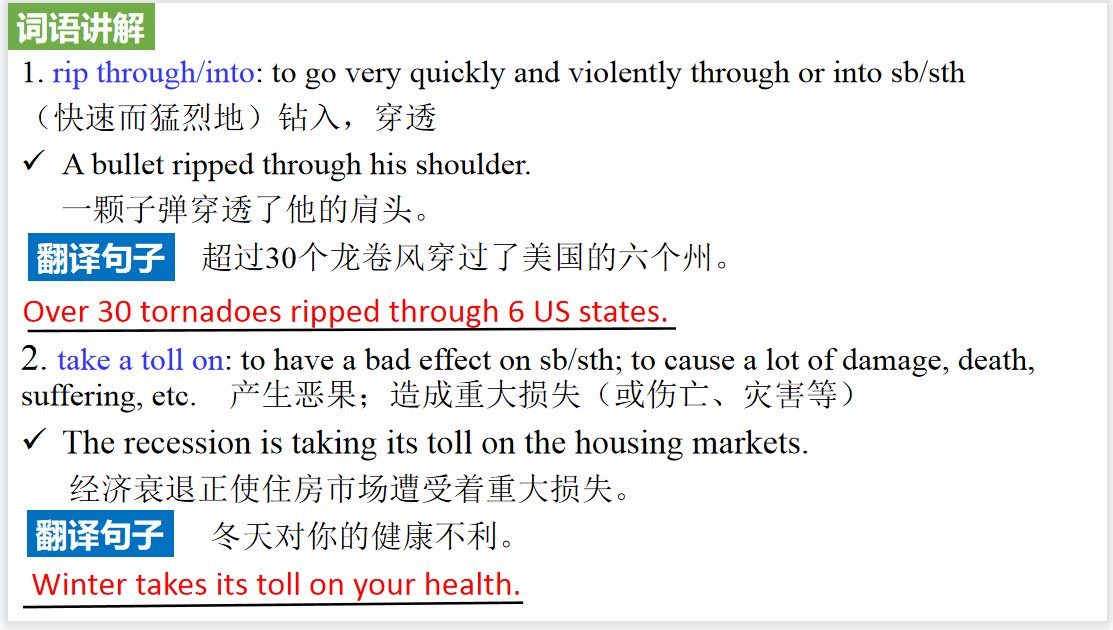 词语讲解
1. rip through/into: to go very quickly and violently through or into sb/sth
（快速而猛烈地）钻入，穿透
✓ A bullet ripped through his shoulder.
一颗子弹穿透了他的肩头。
翻译句子 超过30个龙卷风穿过了美国的六个州。
Over 30 tornadoes ripped through 6 US states.
2. take a toll on: to have a bad effect on sb/sth; to cause a lot of damage, death,
suffering, etc. 产生恶果；造成重大损失（或伤亡、灾害等）
✓ The recession is taking its toll on the housing markets.
经济衰退正使住房市场遭受着重大损失。
翻译句子 冬天对你的健康不利。
Winter takes its toll on your health.